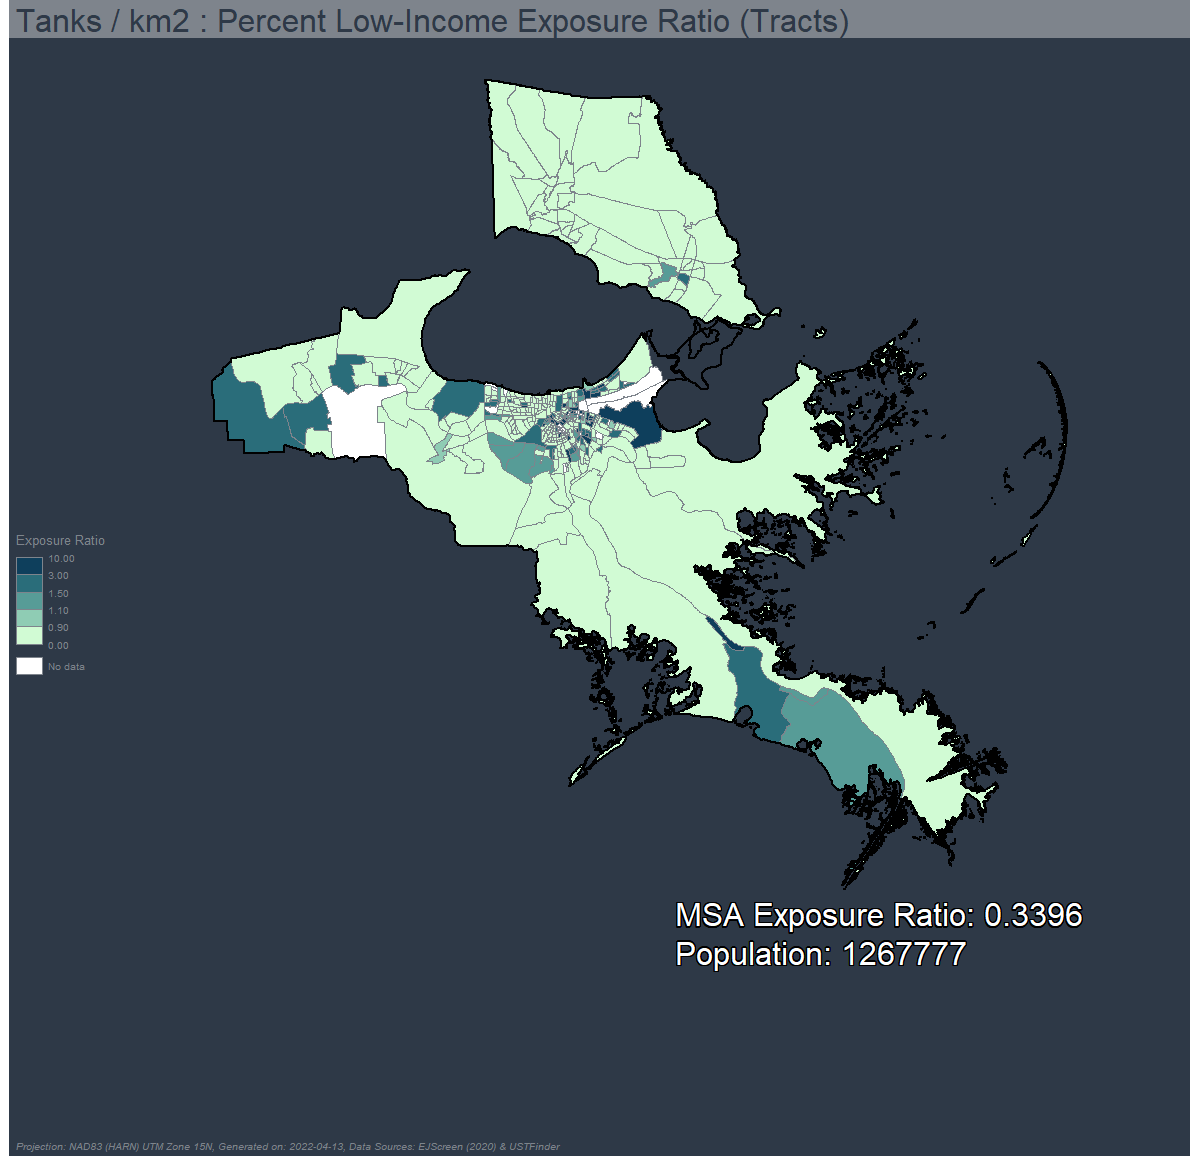 Tanks / km2 : Percent Low-Income Exposure Ratio (Tracts)
Exposure Ratio
10.00
3.00
1.50
1.10
0.90
0.00
No data
MSA Exposure Ratio: 0.3396
Population: 1267777
Projection: NAD83 (HARN) UTM Zone 15N, Generated on: 2022-04-13, Data Sources: EJScreen (2020) & USTFinder